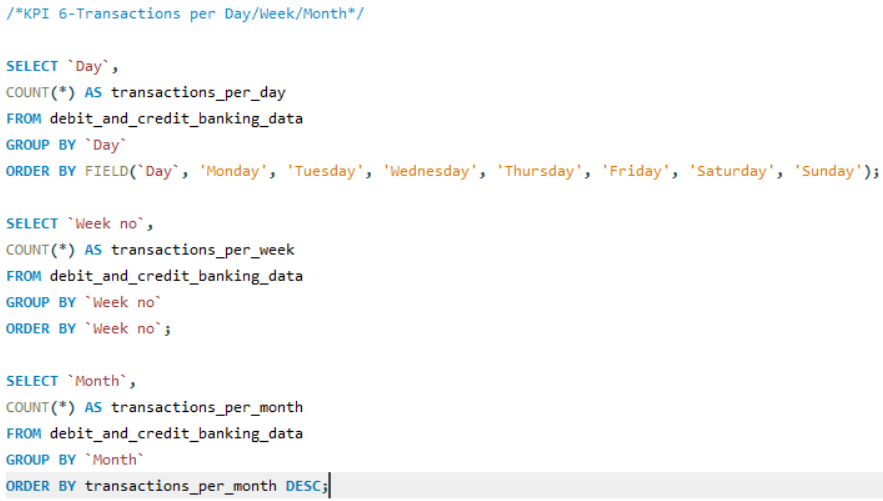 /*KPI 6-Transactions per Day/Week/Month*/
SELECT `Day`,
COUNT(*) AS transactions_per_day
FROM debit_and_credit_banking_data
GROUP BY `Day`
ORDER BY FIELD(`Day`, 'Monday', 'Tuesday', 'Wednesday', 'Thursday', 'Friday', 'Saturday', 'Sunday');
SELECT `Week no`,
COUNT(*) AS transactions_per_week
FROM debit_and_credit_banking_data
GROUP BY `Week no`
ORDER BY `Week no`;
SELECT `Month`,
COUNT(*) AS transactions_per_month
FROM debit_and_credit_banking_data
GROUP BY `Month`
ORDER BY transactions_per_month DESC;